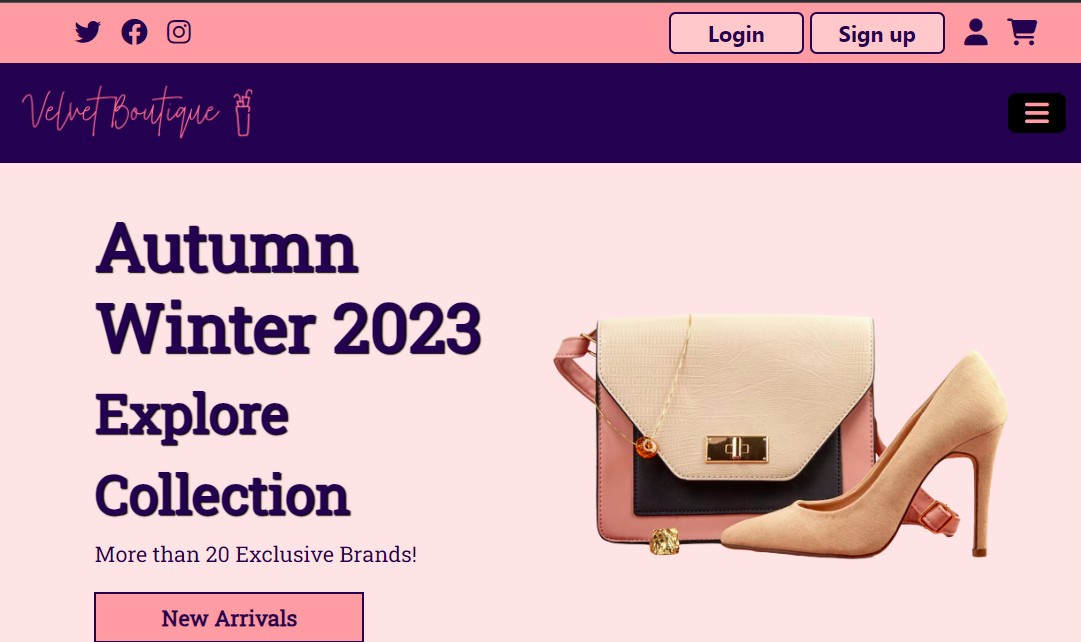 Login
Sign up
Velvet Boutique
Autumn
Winter 2023
Explore
Collection
More than 20 Exclusive Brands!
New Arrivals